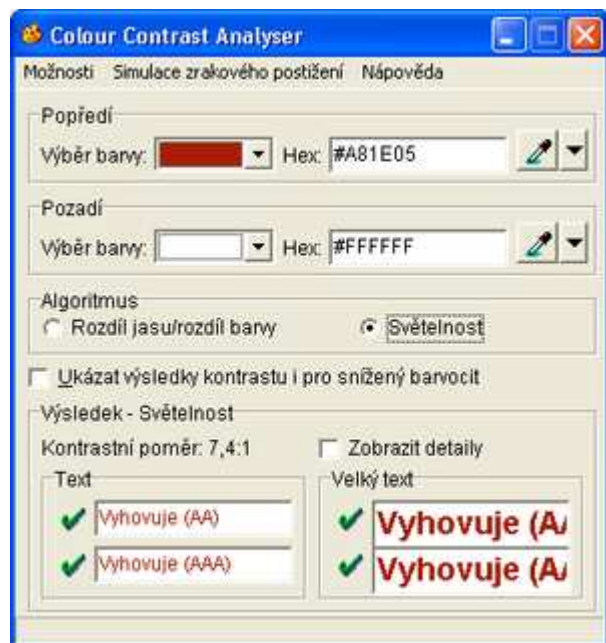 Colour Contrast Analyser
Možnosti Simulace zrakového postižení Nápověda
Popředí
Výběr barvy: Hex: #A81E05
Pozadí
Výběr barvy: Hex: #FFFFFF
Algoritmus
Rozdíl jasu/rozdíl barvy Světelnost
Ukázat výsledky kontrastu i pro snížený barvocit
Výsledek - Světelnost
Kontrastní poměr: 7,4:1 Zobrazit detaily
Text Velký text
Vyhovuje (AA) Vyhovuje (A
Vyhovuje (AAA) Vyhovuje (A